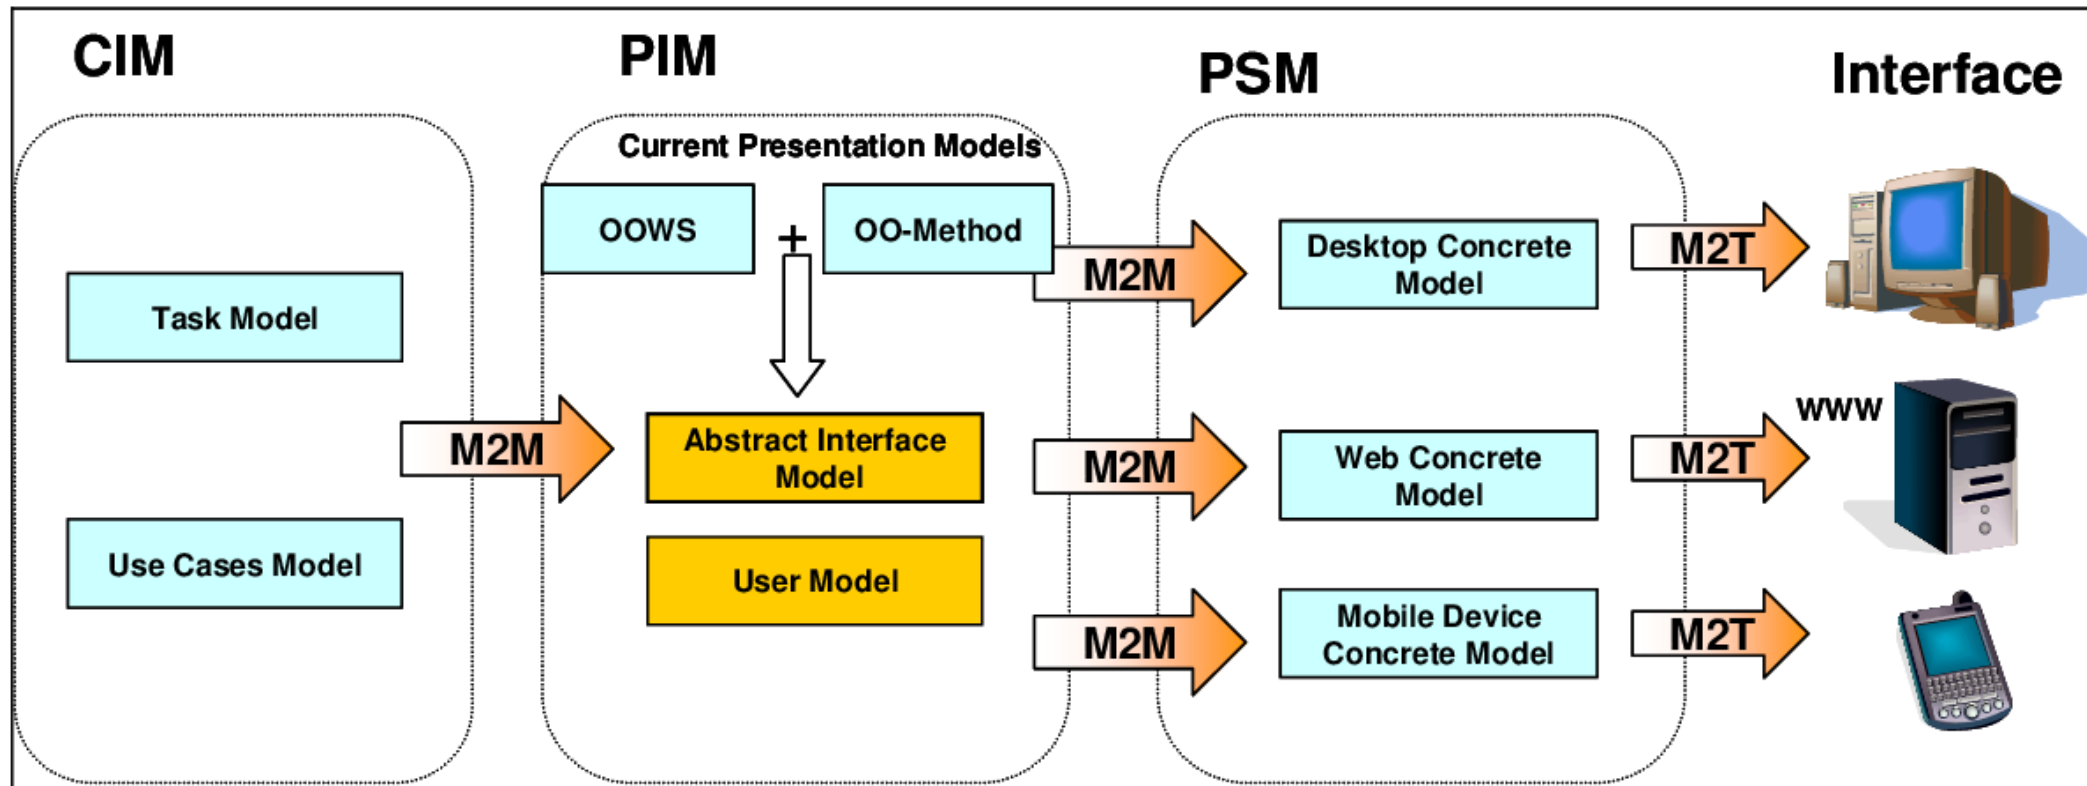 CIM
Task Model
Use Cases Model
M2M
PIM
Current Presentation Models
OOWS
+
OO-Method
Abstract Interface
Model
User Model
M2M
M2M
M2M
PSM
Desktop Concrete
Model
Web Concrete
Model
Mobile Device
Concrete Model
M2T
M2T
M2T
Interface
WWW